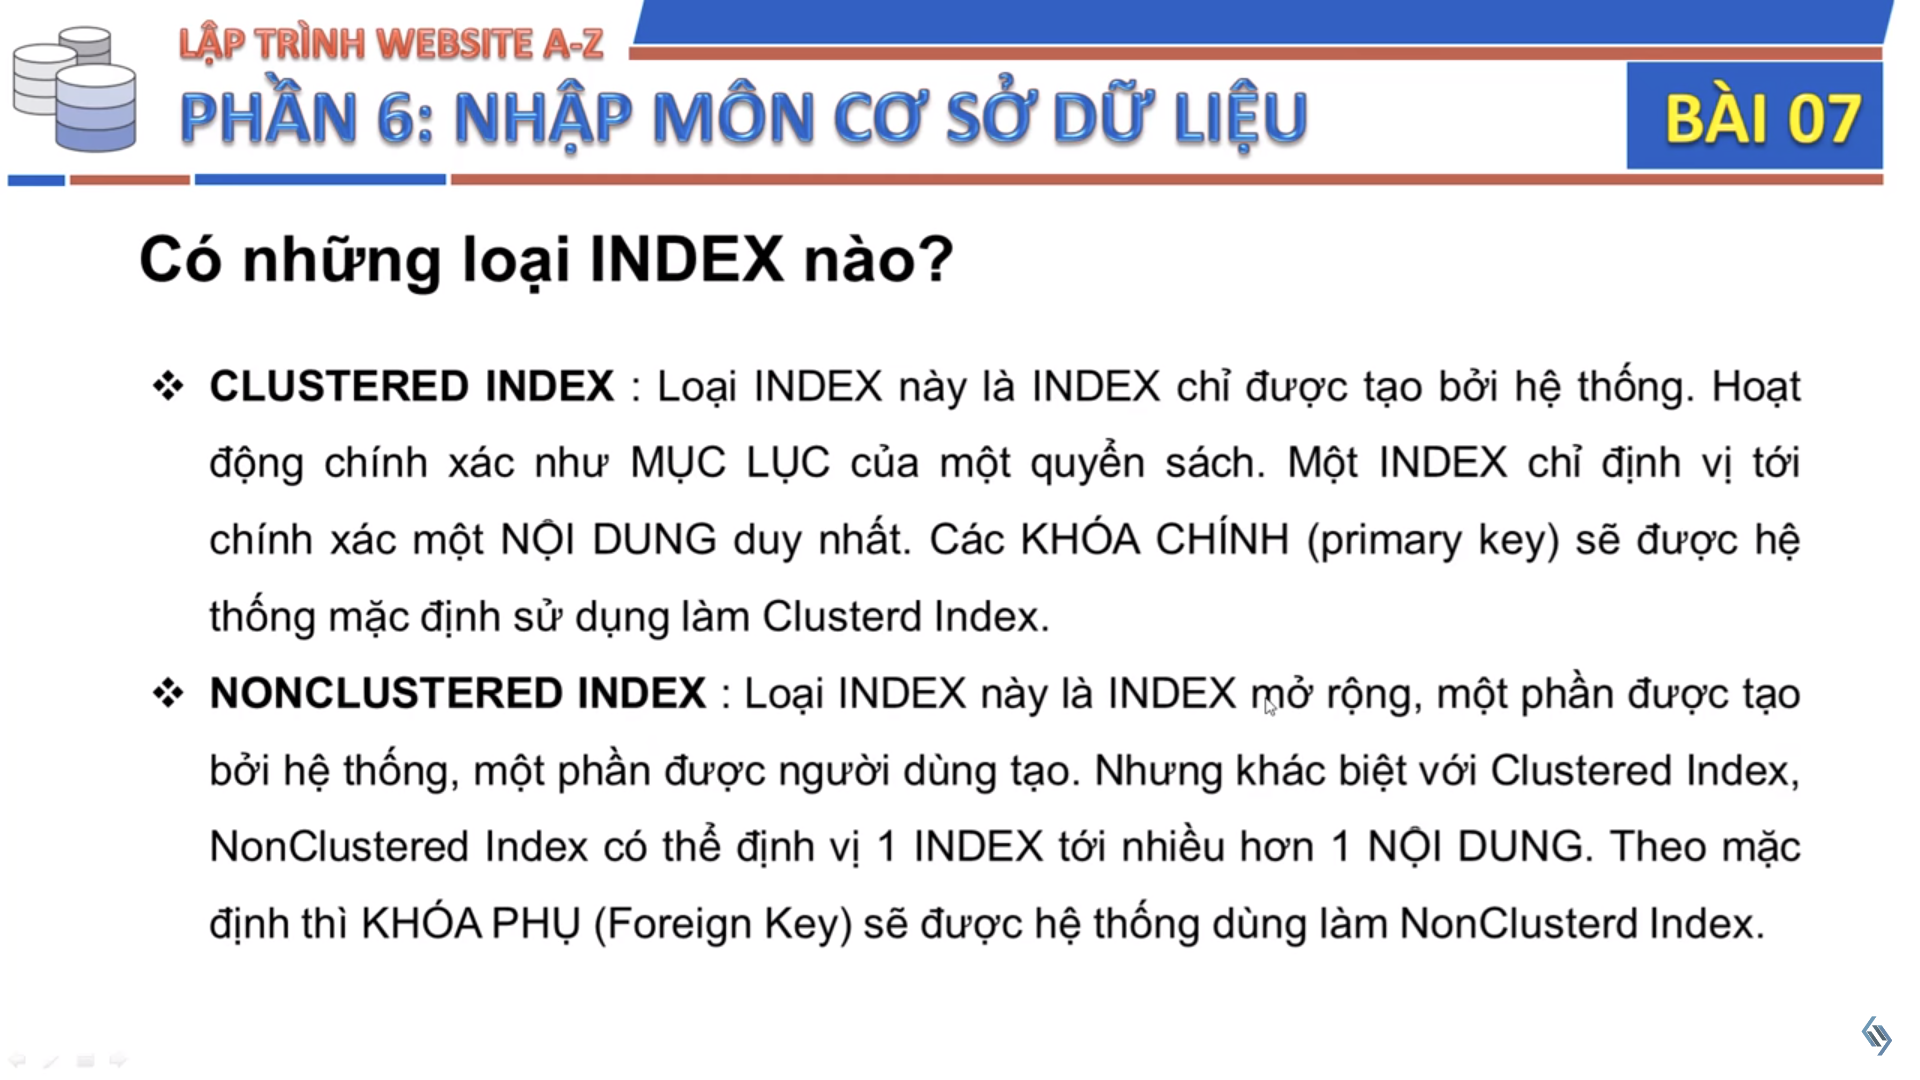 LẬP TRÌNH WEBSITE A-Z
PHẦN 6: NHẬP MÔN CƠ SỞ DỮ LIỆU
BÀI 07
Có những loại INDEX nào?
❖ CLUSTERED INDEX : Loại INDEX này là INDEX chỉ được tạo bởi hệ thống. Hoạt
động chính xác như MỤC LỤC của một quyển sách. Một INDEX chỉ định vị tới
chính xác một NỘI DUNG duy nhất. Các KHÓA CHÍNH (primary key) sẽ được hệ
thống mặc định sử dụng làm Clusterd Index.
❖ NONCLUSTERED INDEX : Loại INDEX này là INDEX mở rộng, một phần được tạo
bởi hệ thống, một phần được người dùng tạo. Nhưng khác biệt với Clustered Index,
NonClustered Index có thể định vị 1 INDEX tới nhiều hơn 1 NỘI DUNG. Theo mặc
định thì KHÓA PHỤ (Foreign Key) sẽ được hệ thống dùng làm NonClusterd Index.